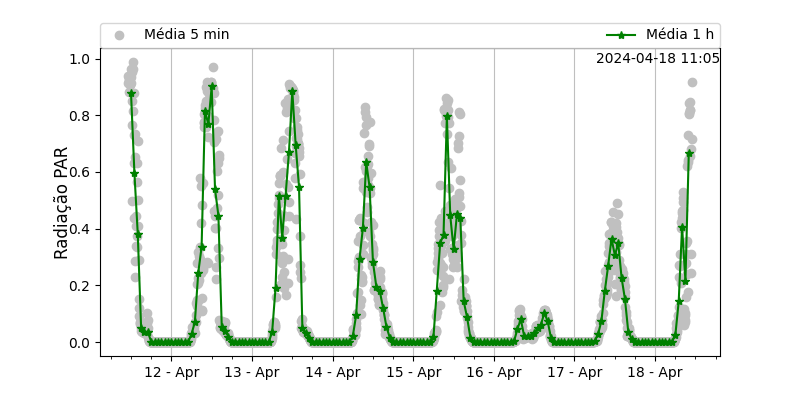 Média 5 min
Média 1 h
2024-04-18 11:05
Radiação PAR
1.0
0.8
0.6
0.4
0.2
0.0
12 - Apr
13 - Apr
14 - Apr
15 - Apr
16 - Apr
17 - Apr
18 - Apr